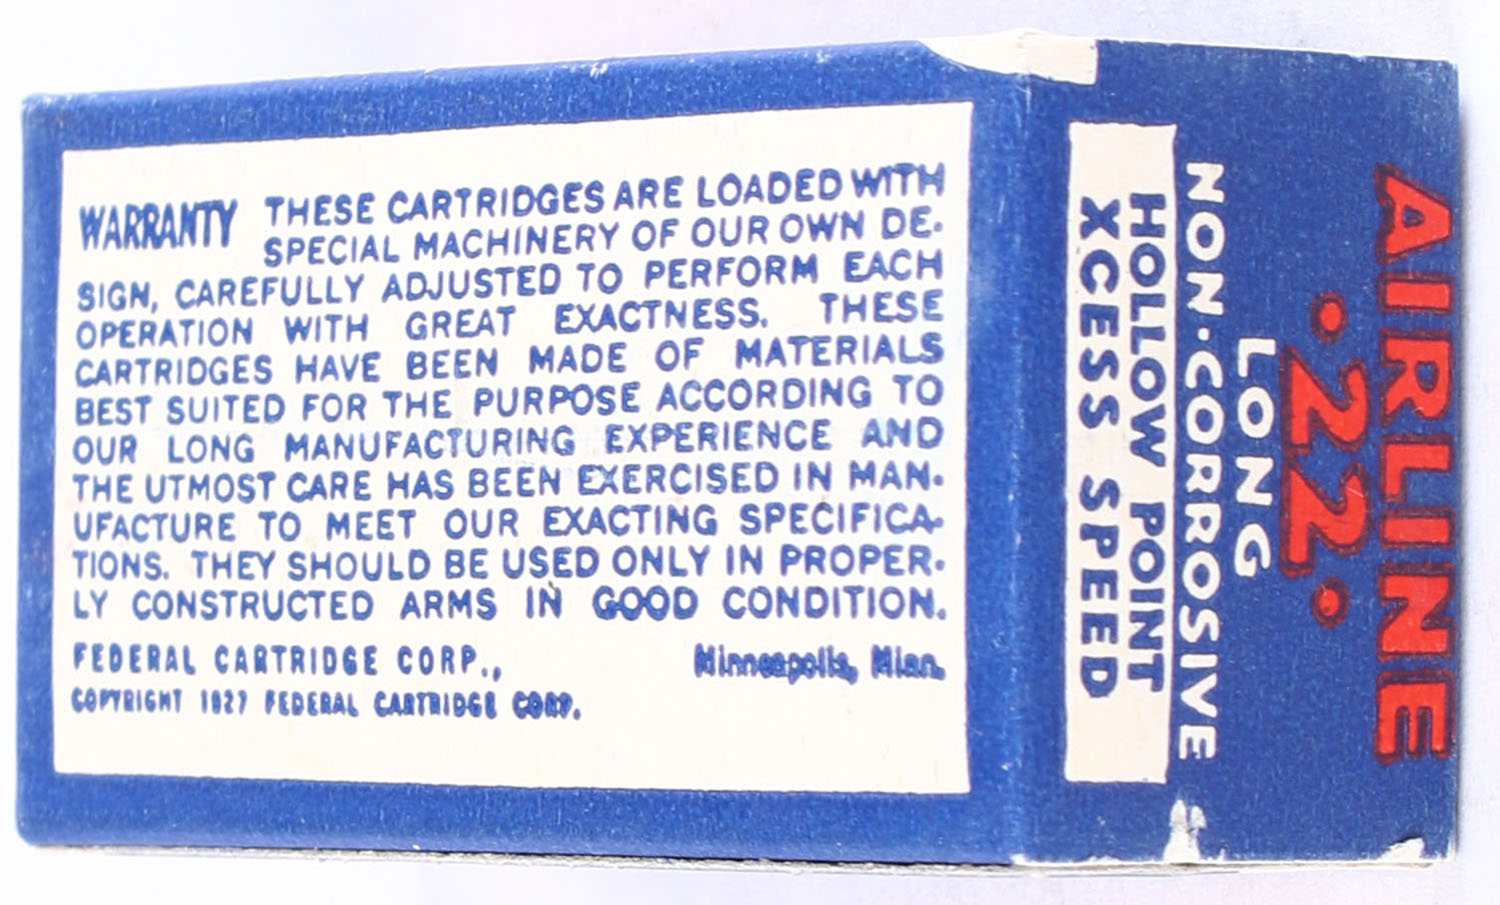 WARRANTY THESE CARTRIDGES ARE LOADED WITH
SPECIAL MACHINERY OF OUR OWN DE-
SIGN, CAREFULLY ADJUSTED TO PERFORM EACH
OPERATION WITH GREAT EXACTNESS. THESE
CARTRIDGES HAVE BEEN MADE OF MATERIALS
BEST SUITED FOR THE PURPOSE ACCORDING TO
OUR LONG MANUFACTURING EXPERIENCE AND
THE UTMOST CARE HAS BEEN EXERCISED IN MAN-
UFACTURE TO MEET OUR EXACTING SPECIFICA-
TIONS. THEY SHOULD BE USED ONLY IN PROPER-
LY CONSTRUCTED ARMS IN GOOD CONDITION.
FEDERAL CARTRIDGE CORP., Minneapolis, Minn.
COPYRIGHT 1927 FEDERAL CARTRIDGE CORP.
AIRLINE
.22.
LONG
NON-CORROSIVE
HOLLOW POINT
XCESS SPEED